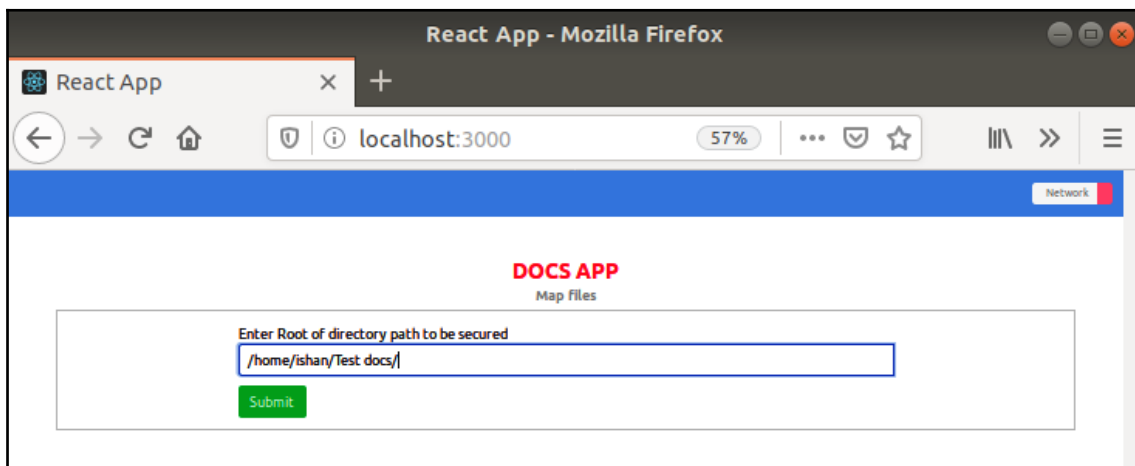 React App - Mozilla Firefox
React App
localhost:3000 57%
Network
DOCS APP
Map files
Enter Root of directory path to be secured
/home/ishan/Test docs/
Submit